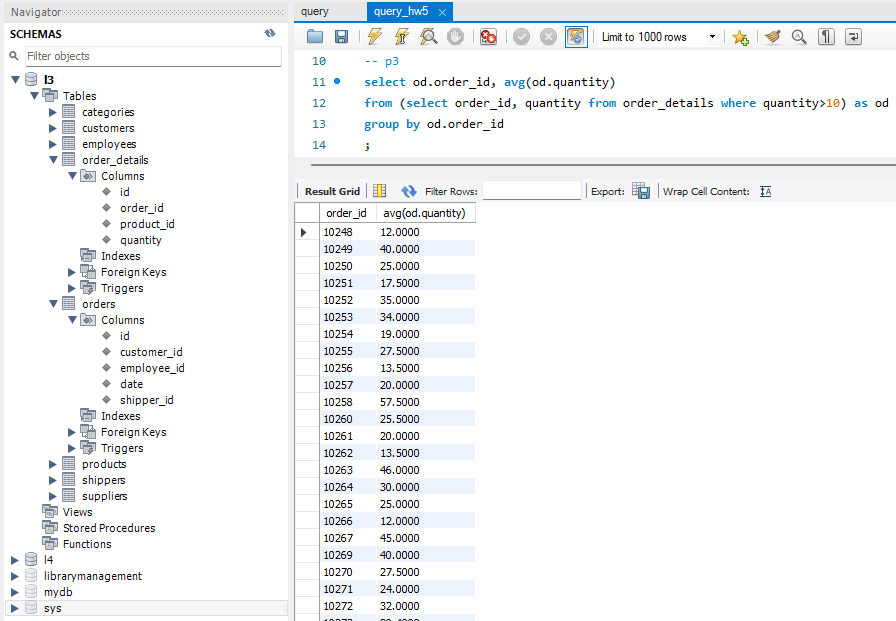 Navigator
SCHEMAS
Filter objects
l3
Tables
categories
customers
employees
order_details
Columns
id
order_id
product_id
quantity
Indexes
Foreign Keys
Triggers
orders
Columns
id
customer_id
employee_id
date
shipper_id
Indexes
Foreign Keys
Triggers
products
shippers
suppliers
Views
Stored Procedures
Functions
l4
librarymanagement
mydb
sys
query query_hw5
Limit to 1000 rows
10 -- p3
11 select od.order_id, avg(od.quantity)
12 from (select order_id, quantity from order_details where quantity>10) as od
13 group by od.order_id
14 ;
Result Grid Filter Rows: Export: Wrap Cell Content:
order_id avg(od.quantity)
10248 12.0000
10249 40.0000
10250 25.0000
10251 17.5000
10252 35.0000
10253 34.0000
10254 19.0000
10255 27.5000
10256 13.5000
10257 20.0000
10258 57.5000
10260 25.5000
10261 20.0000
10262 13.5000
10263 46.0000
10264 30.0000
10265 25.0000
10266 12.0000
10267 45.0000
10269 40.0000
10270 27.5000
10271 24.0000
10272 32.0000